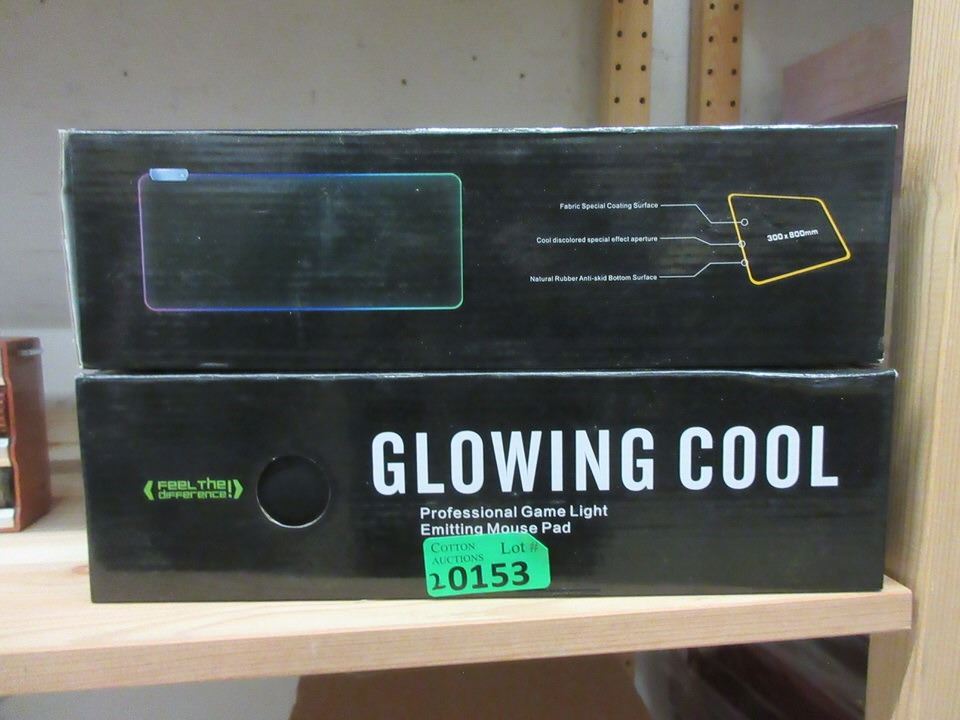 Fabric Special Coating Surface
Cool discolored special effect aperture
Natural Rubber Anti-skid Bottom Surface
300 x 800mm
GLOWING COOL
FEEL THE
difference!
Professional Game Light
Emitting Mouse Pad
COTTON
AUCTIONS
Lot #
20153